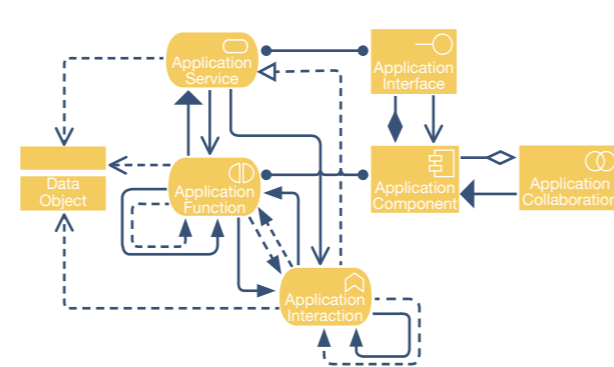 Application
Service
Application
Interface
Data
Object
Application
Function
Application
Component
Application
Collaboration
Application
Interaction